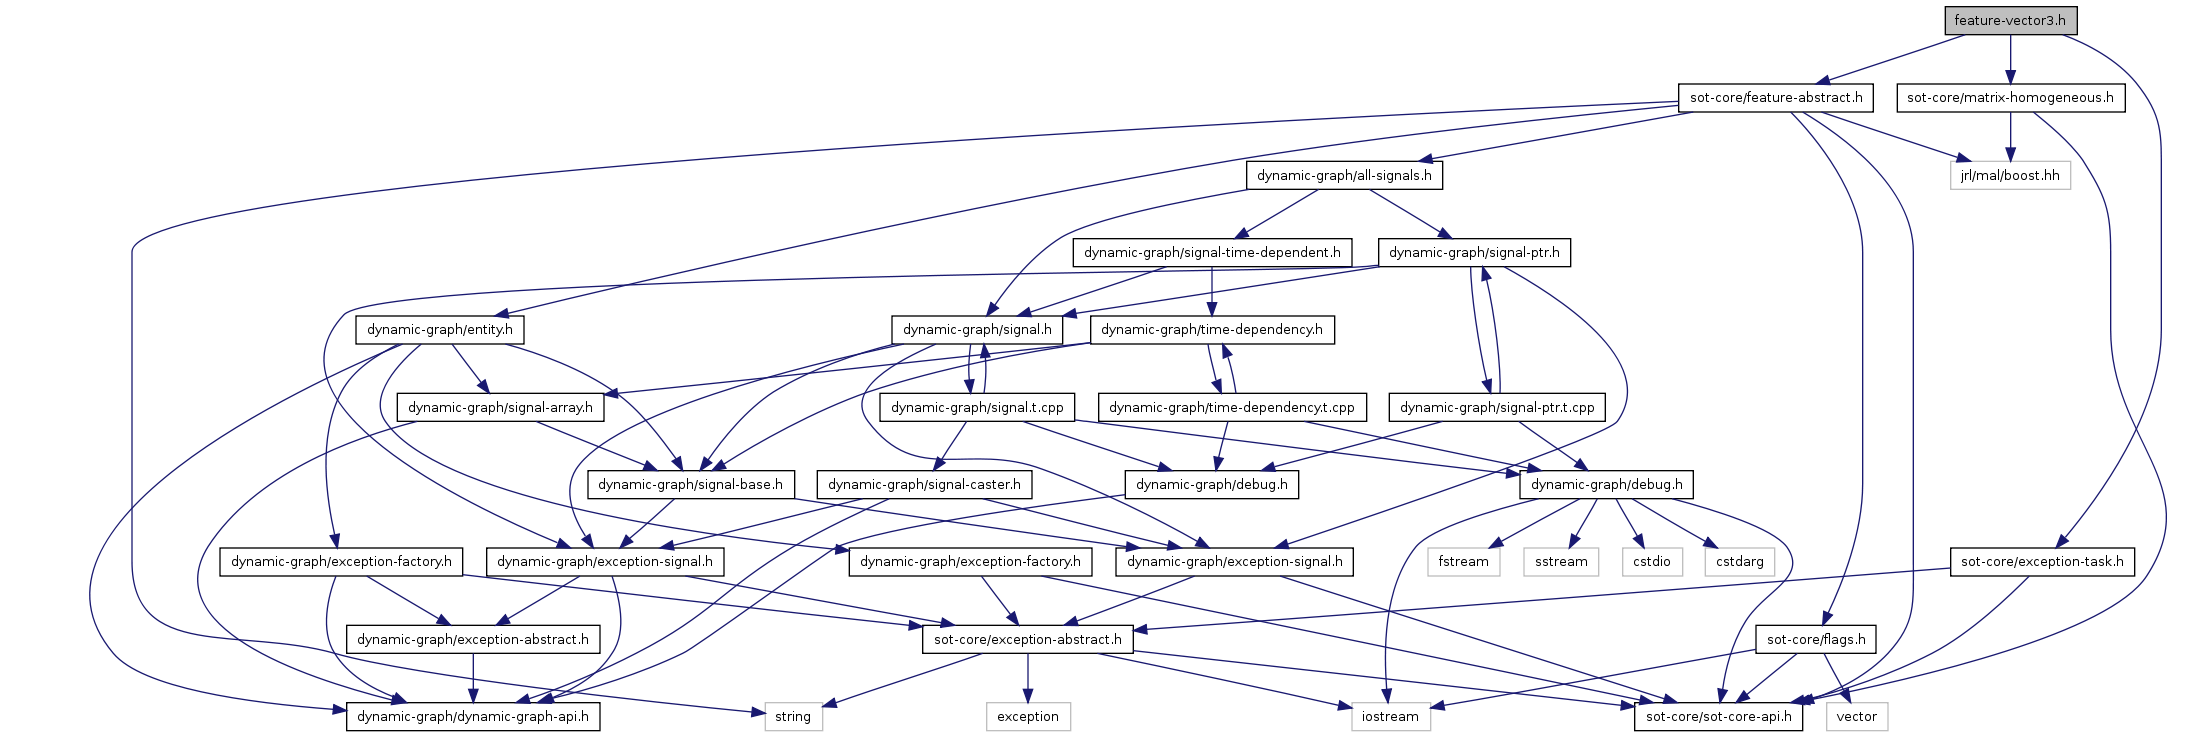 feature-vector3.h
sot-core/feature-abstract.h
sot-core/matrix-homogeneous.h
dynamic-graph/all-signals.h
jrl/mal/boost.hh
dynamic-graph/signal-time-dependent.h
dynamic-graph/signal-ptr.h
dynamic-graph/entity.h
dynamic-graph/signal.h
dynamic-graph/time-dependency.h
dynamic-graph/signal-array.h
dynamic-graph/signal.t.cpp
dynamic-graph/time-dependency.t.cpp
dynamic-graph/signal-ptr.t.cpp
dynamic-graph/signal-base.h
dynamic-graph/signal-caster.h
dynamic-graph/debug.h
dynamic-graph/debug.h
dynamic-graph/exception-factory.h
dynamic-graph/exception-signal.h
dynamic-graph/exception-factory.h
dynamic-graph/exception-signal.h
fstream
sstream
cstdio
cstdarg
sot-core/exception-task.h
dynamic-graph/exception-abstract.h
sot-core/exception-abstract.h
sot-core/flags.h
dynamic-graph/dynamic-graph-api.h
string
exception
iostream
sot-core/sot-core-api.h
vector